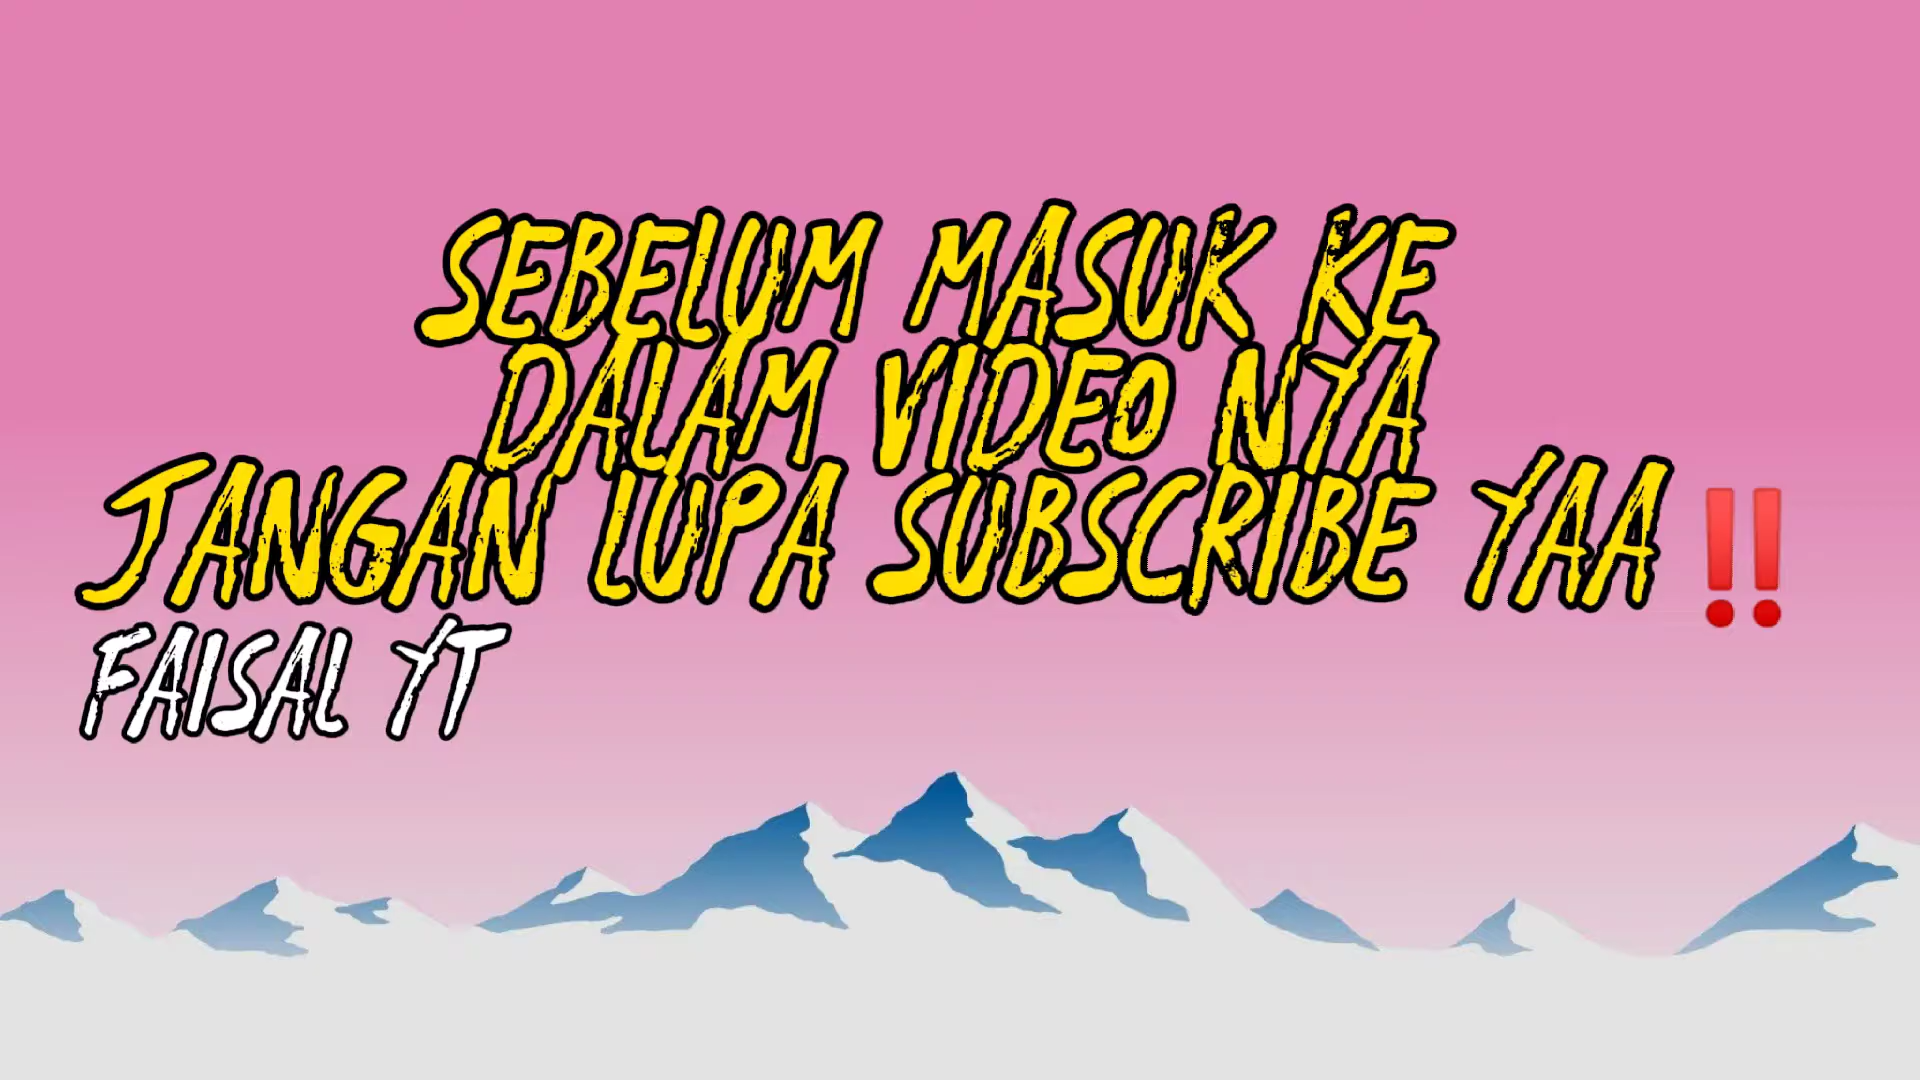 SEBELUM MASUK KE
DALAM VIDEO NYA
JANGAN LUPA SUBSCRIBE YAA‼️
FAISAL YT